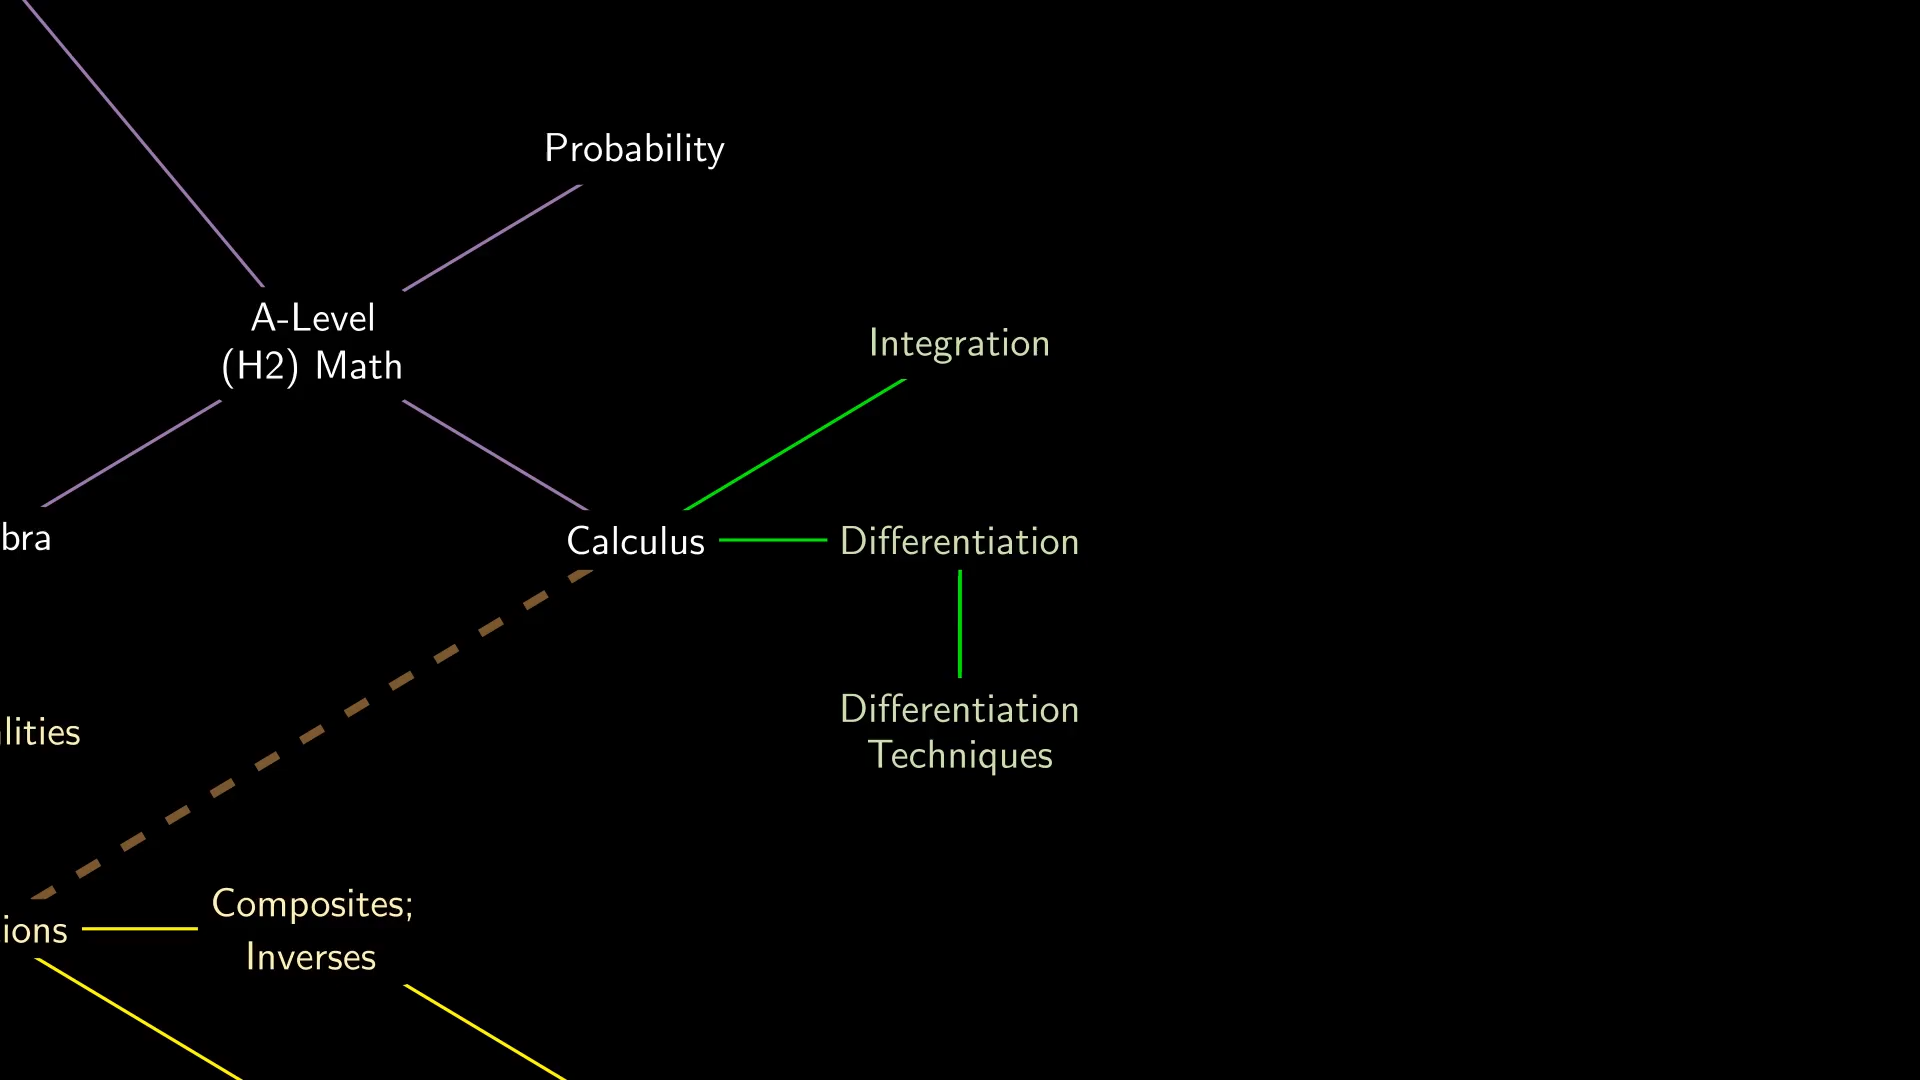 Probability
A-Level
(H2) Math
Integration
bra
Calculus
Differentiation
Differentiation
Techniques
lities
Composites;
Inverses
ions